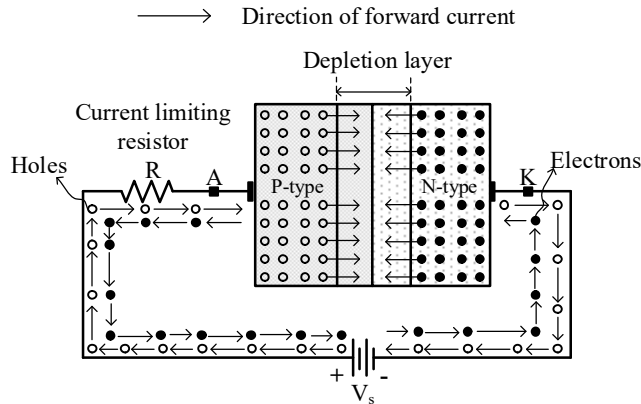 Direction of forward current
Depletion layer
Current limiting
resistor
Holes
R
A
P-type
N-type
K
Electrons
+
-
Vs